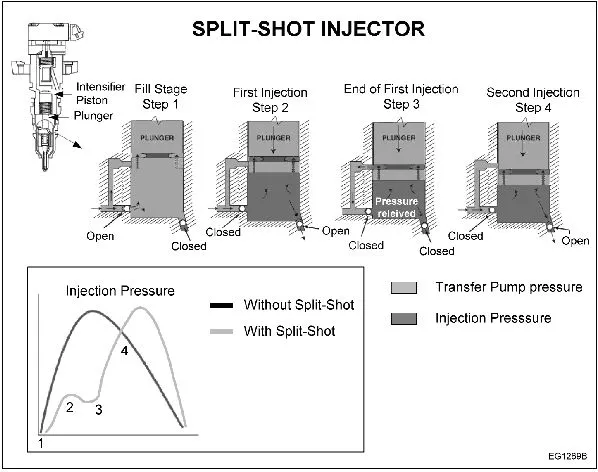 SPLIT-SHOT INJECTOR
Intensifier
Piston
Plunger
Fill Stage
Step 1
First Injection
Step 2
End of First Injection
Step 3
Second Injection
Step 4
PLUNGER
PLUNGER
PLUNGER
PLUNGER
Pressure
releived
Open
Closed
Closed
Open
Closed
Closed
Closed
Open
Injection Pressure
Without Split-Shot
With Split-Shot
1
2
3
4
Transfer Pump pressure
Injection Presssure
EG1269B